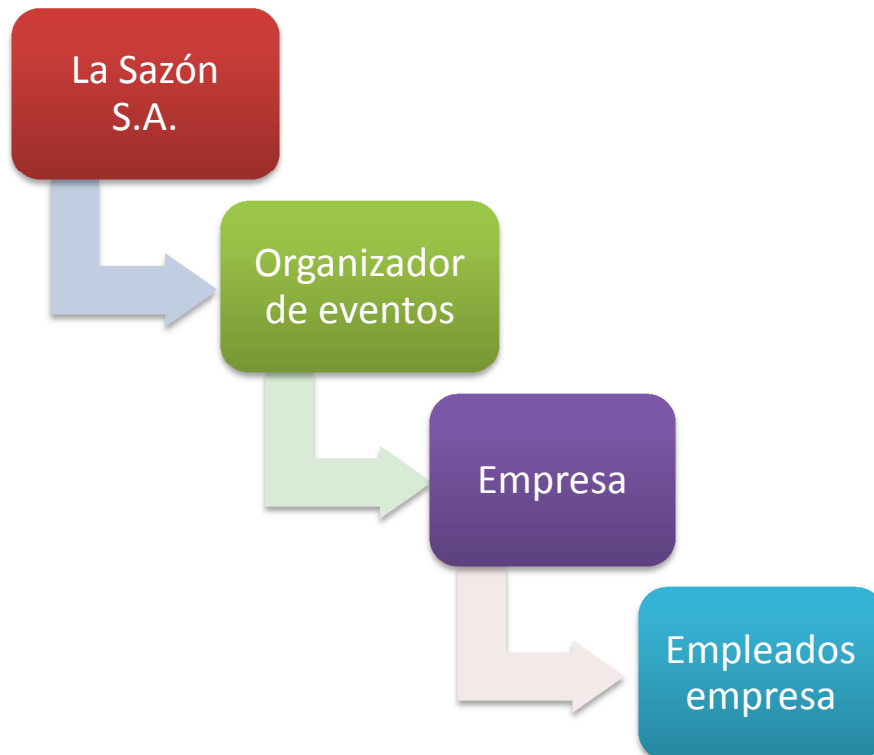 La Sazón
S.A.
Organizador
de eventos
Empresa
Empleados
empresa